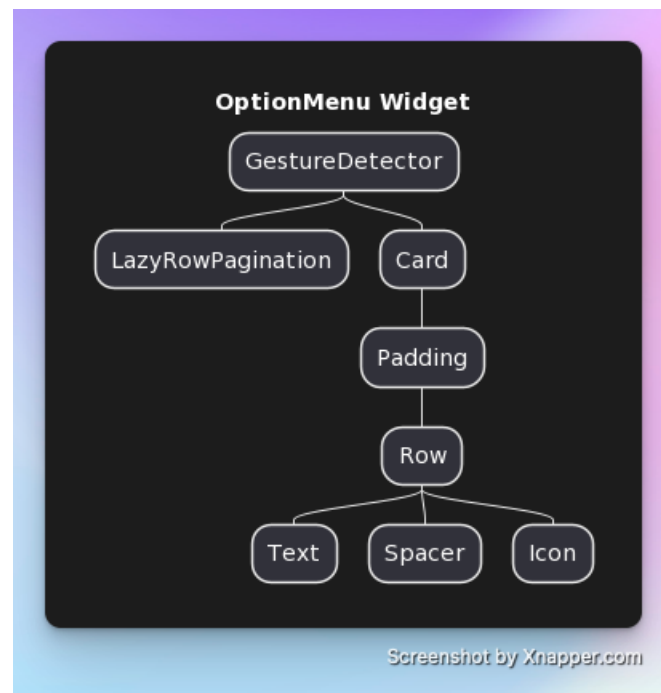 OptionMenu Widget
GestureDetector
LazyRowPagination
Card
Padding
Row
Text
Spacer
Icon
Screenshot by Xnapper.com